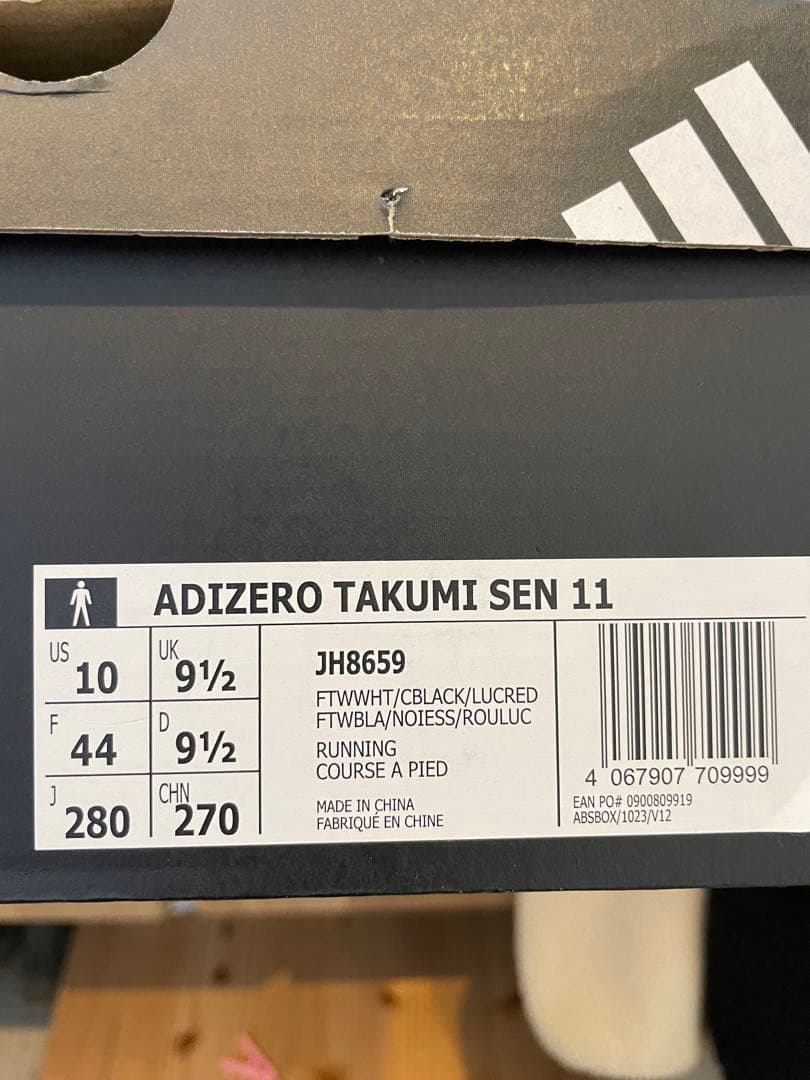 ADIZERO TAKUMI SEN 11
US 10 UK 9½
F 44 D 9½
J 280 CHN 270
JH8659
FTWWHT/CBLACK/LUCRED
FTWBLA/NOIESS/ROULUC
RUNNING
COURSE A PIED
MADE IN CHINA
FABRIQUÉ EN CHINE
4 067907 709999
EAN PO# 0900809919
ABSBOX/1023/V12